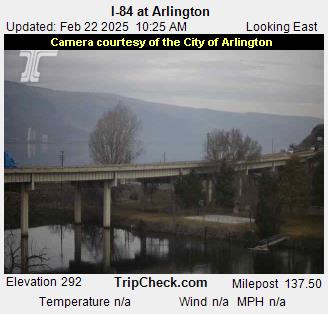 I-84 at Arlington
Updated: Feb 22 2025 10:25 AM Looking East
Camera courtesy of the City of Arlington
Elevation 292 TripCheck.com Milepost 137.50
Temperature n/a Wind n/a MPH n/a